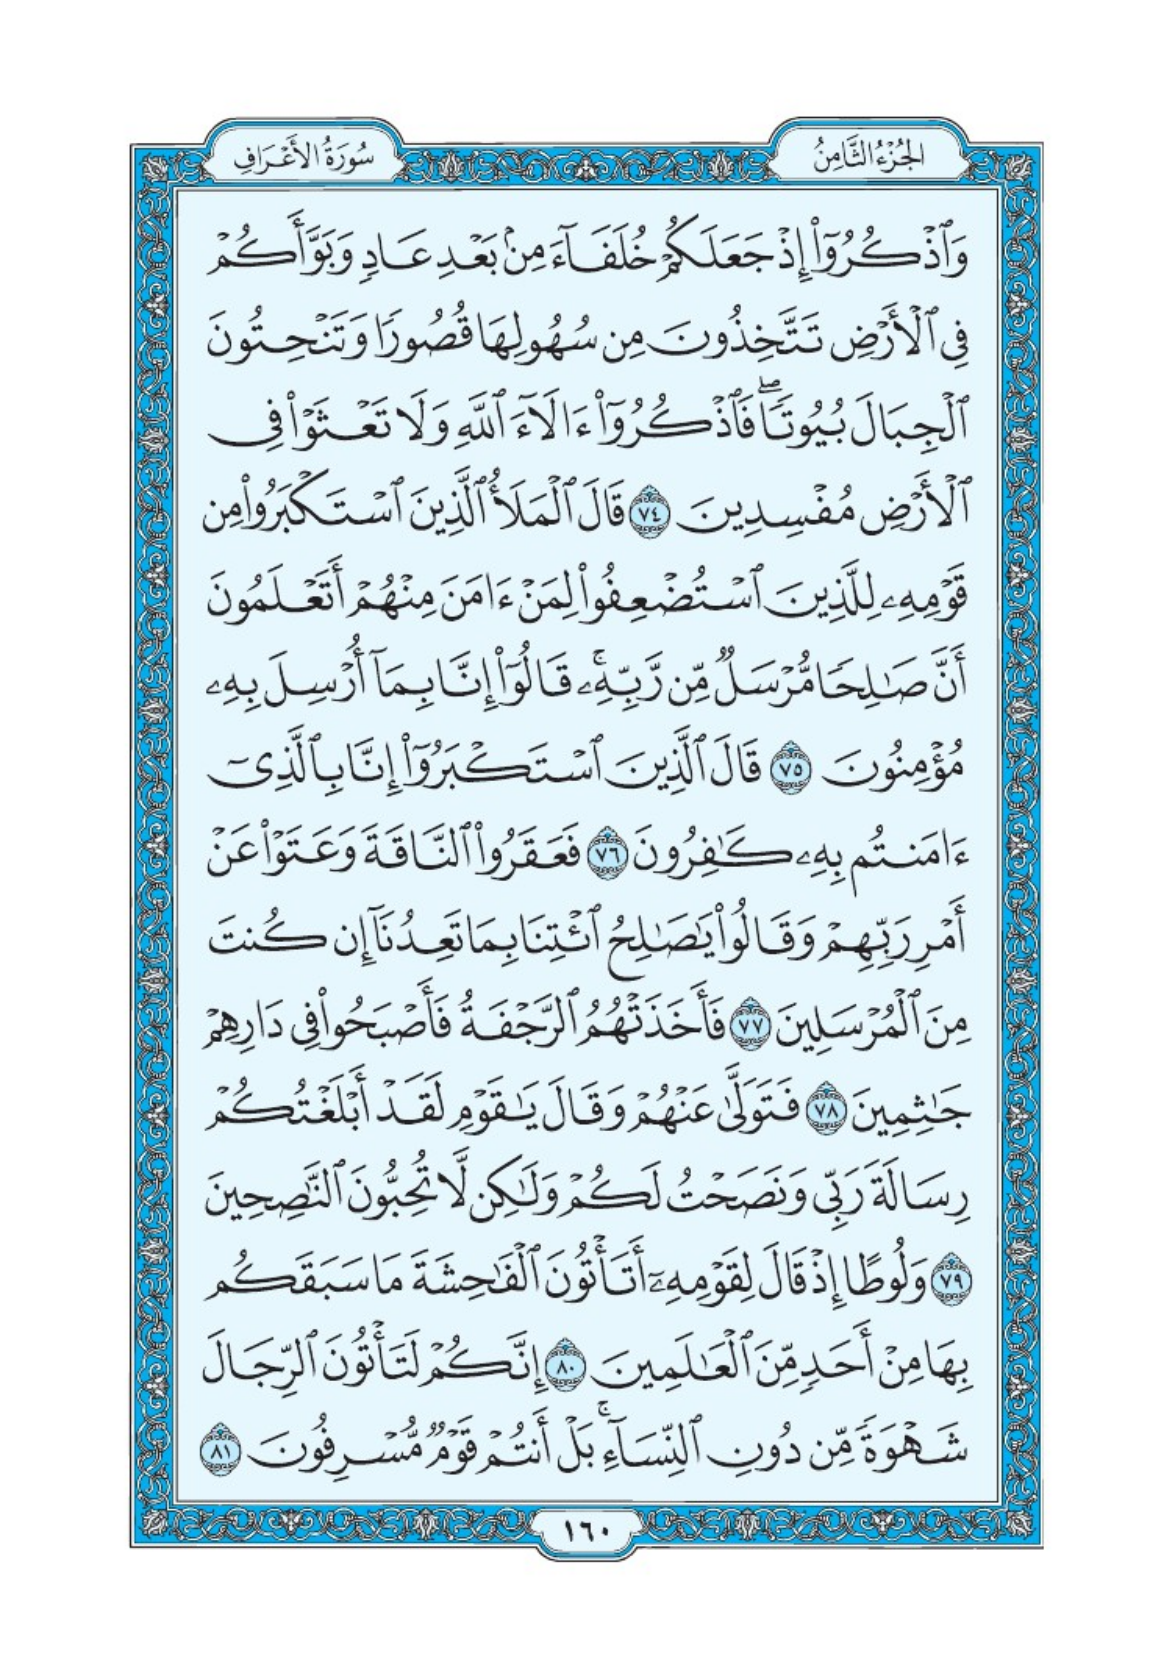 الجُزْءُ الثَّامِنُ
سُورَةُ الأَعْرَافِ
وَٱذْكُرُوٓا۟ إِذْ جَعَلَكُمْ خُلَفَآءَ مِنۢ بَعْدِ عَادٍ وَبَوَّأَكُمْ
فِى ٱلْأَرْضِ تَتَّخِذُونَ مِن سُهُولِهَا قُصُورًا وَتَنْحِتُونَ
ٱلْجِبَالَ بُيُوتًا ۖ فَٱذْكُرُوٓا۟ ءَالَآءَ ٱللَّهِ وَلَا تَعْثَوْا۟ فِى
ٱلْأَرْضِ مُفْسِدِينَ ٧٤ قَالَ ٱلْمَلَأُ ٱلَّذِينَ ٱسْتَكْبَرُوا۟ مِن
قَوْمِهِۦ لِلَّذِينَ ٱسْتُضْعِفُوا۟ لِمَنْ ءَامَنَ مِنْهُمْ أَتَعْلَمُونَ
أَنَّ صَـٰلِحًا مُّرْسَلٌ مِّن رَّبِّهِۦ ۚ قَالُوٓا۟ إِنَّا بِمَآ أُرْسِلَ بِهِۦ
مُؤْمِنُونَ ٧٥ قَالَ ٱلَّذِينَ ٱسْتَكْبَرُوٓا۟ إِنَّا بِٱلَّذِىٓ
ءَامَنتُم بِهِۦ كَـٰفِرُونَ ٧٦ فَعَقَرُوا۟ ٱلنَّاقَةَ وَعَتَوْا۟ عَنْ
أَمْرِ رَبِّهِمْ وَقَالُوا۟ يَـٰصَـٰلِحُ ٱئْتِنَا بِمَا تَعِدُنَآ إِن كُنتَ
مِنَ ٱلْمُرْسَلِينَ ٧٧ فَأَخَذَتْهُمُ ٱلرَّجْفَةُ فَأَصْبَحُوا۟ فِى دَارِهِمْ
جَـٰثِمِينَ ٧٨ فَتَوَلَّىٰ عَنْهُمْ وَقَالَ يَـٰقَوْمِ لَقَدْ أَبْلَغْتُكُمْ
رِسَالَةَ رَبِّى وَنَصَحْتُ لَكُمْ وَلَـٰكِن لَّا تُحِبُّونَ ٱلنَّـٰصِحِينَ
٧٩ وَلُوطًا إِذْ قَالَ لِقَوْمِهِۦٓ أَتَأْتُونَ ٱلْفَـٰحِشَةَ مَا سَبَقَكُم
بِهَا مِنْ أَحَدٍ مِّنَ ٱلْعَـٰلَمِينَ ٨٠ إِنَّكُمْ لَتَأْتُونَ ٱلرِّجَالَ
شَهْوَةً مِّن دُونِ ٱلنِّسَآءِ ۚ بَلْ أَنتُمْ قَوْمٌ مُّسْرِفُونَ ٨١
١٦٠